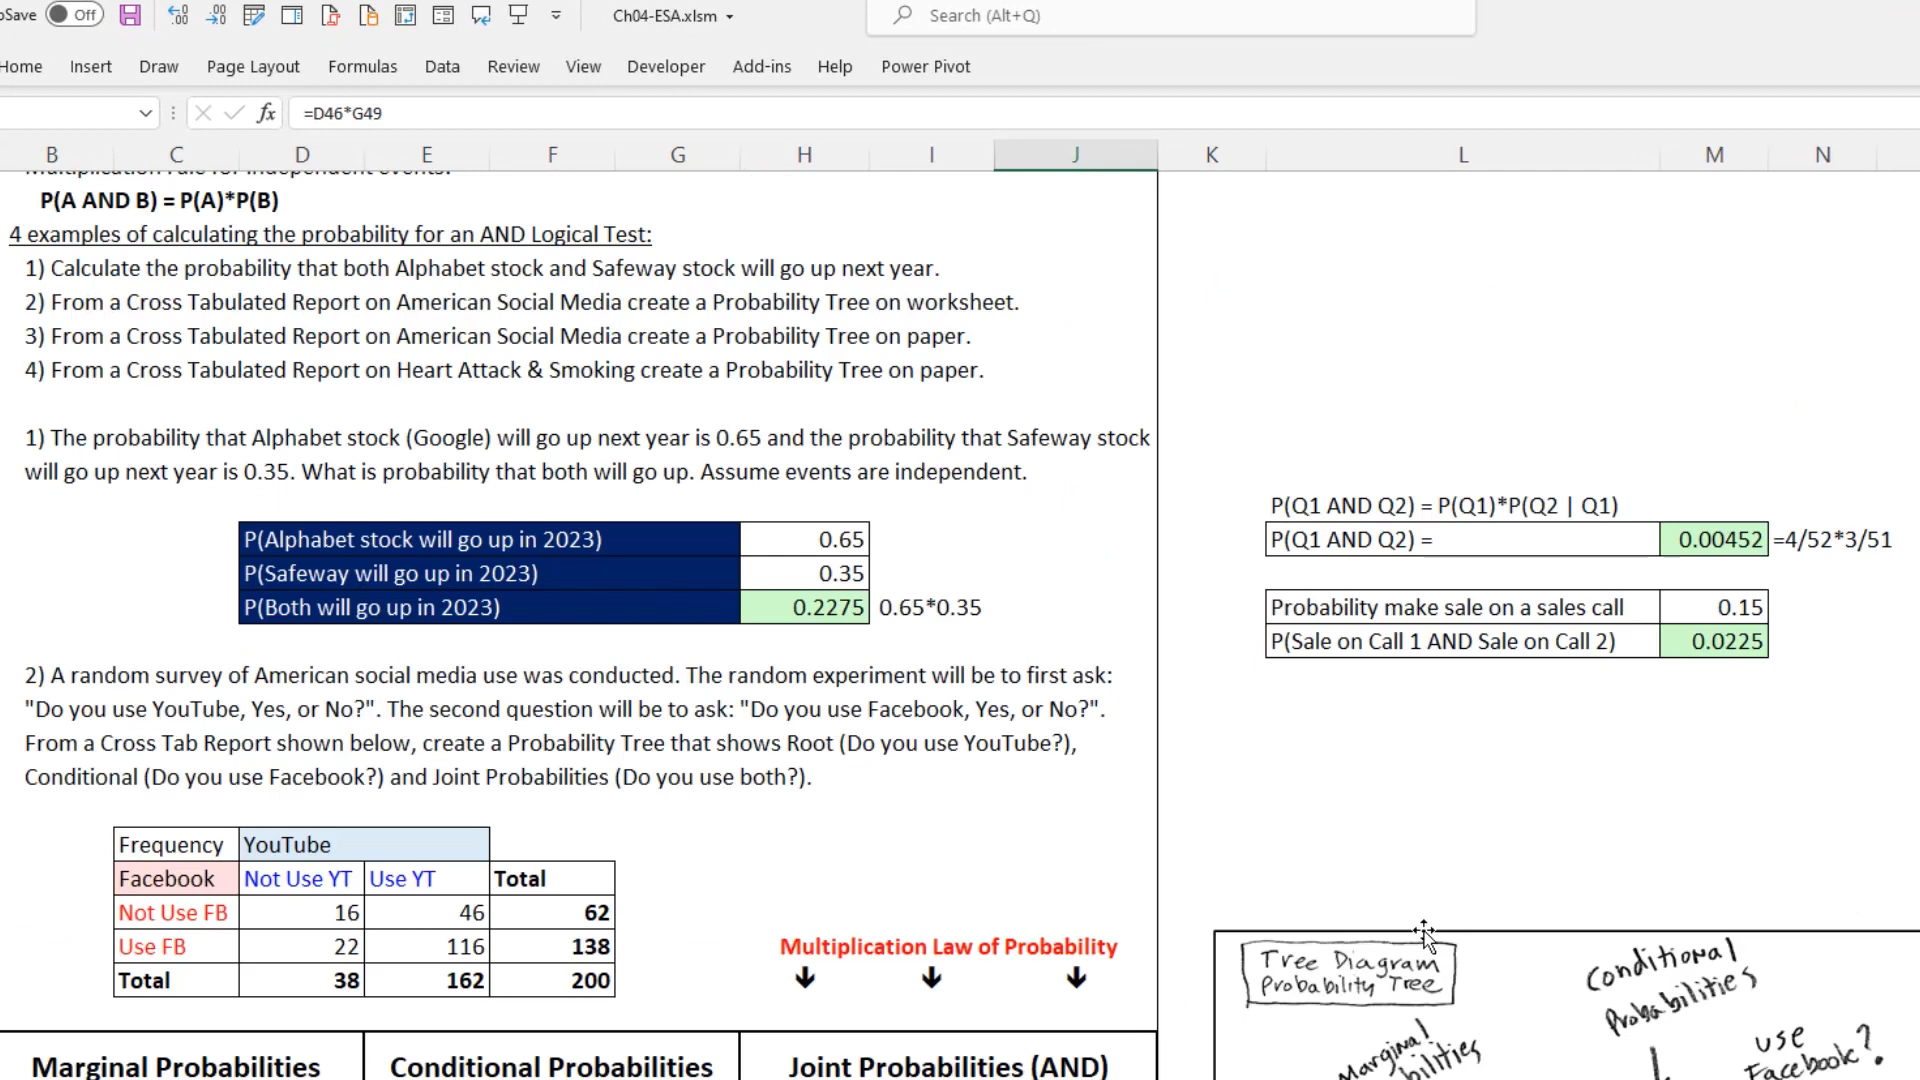 oSave Off Ch04-ESA.xlsm Search (Alt+Q)
Home Insert Draw Page Layout Formulas Data Review View Developer Add-ins Help Power Pivot
fx =D46*G49
B C D E F G H I J K L M N
Multiplication rule for independent events:
P(A AND B) = P(A)*P(B)
4 examples of calculating the probability for an AND Logical Test:
1) Calculate the probability that both Alphabet stock and Safeway stock will go up next year.
2) From a Cross Tabulated Report on American Social Media create a Probability Tree on worksheet.
3) From a Cross Tabulated Report on American Social Media create a Probability Tree on paper.
4) From a Cross Tabulated Report on Heart Attack & Smoking create a Probability Tree on paper.
1) The probability that Alphabet stock (Google) will go up next year is 0.65 and the probability that Safeway stock
will go up next year is 0.35. What is probability that both will go up. Assume events are independent.
P(Alphabet stock will go up in 2023) 0.65
P(Safeway will go up in 2023) 0.35
P(Both will go up in 2023) 0.2275 0.65*0.35
P(Q1 AND Q2) = P(Q1)*P(Q2 | Q1)
P(Q1 AND Q2) = 0.00452 =4/52*3/51
Probability make sale on a sales call 0.15
P(Sale on Call 1 AND Sale on Call 2) 0.0225
2) A random survey of American social media use was conducted. The random experiment will be to first ask:
"Do you use YouTube, Yes, or No?". The second question will be to ask: "Do you use Facebook, Yes, or No?".
From a Cross Tab Report shown below, create a Probability Tree that shows Root (Do you use YouTube?),
Conditional (Do you use Facebook?) and Joint Probabilities (Do you use both?).
Frequency YouTube
Facebook Not Use YT Use YT Total
Not Use FB 16 46 62
Use FB 22 116 138
Total 38 162 200
Multiplication Law of Probability
Marginal Probabilities Conditional Probabilities Joint Probabilities (AND)
Tree Diagram
Probability Tree
Conditional
Probabilities
Marginal
use
Facebook?